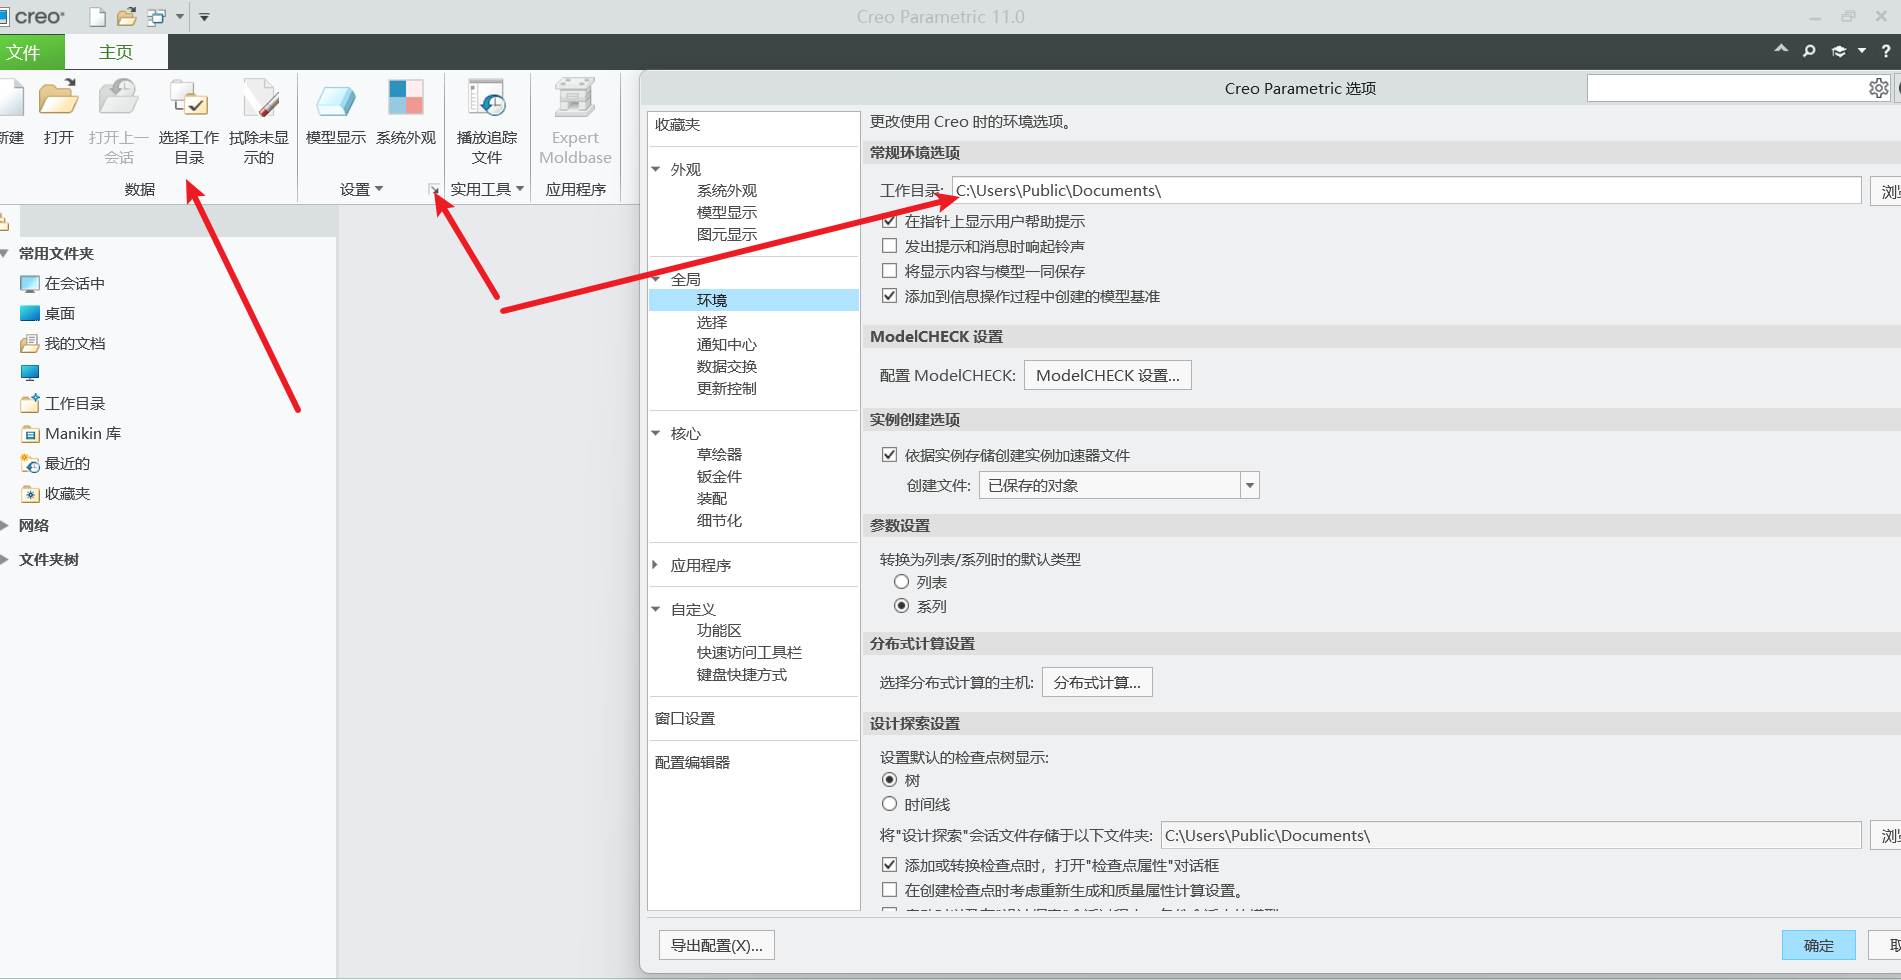 creo
Creo Parametric 11.0
文件
主页
?
新建
打开
打开上一
会话
选择工作
目录
拭除未显
示的
模型显示
系统外观
播放追踪
文件
Expert
Moldbase
数据
设置
实用工具
应用程序
常用文件夹
在会话中
桌面
我的文档
工作目录
Manikin 库
最近的
收藏夹
网络
文件夹树
Creo Parametric 选项
收藏夹
外观
系统外观
模型显示
图元显示
全局
环境
选择
通知中心
数据交换
更新控制
核心
草绘器
钣金件
装配
细节化
应用程序
自定义
功能区
快速访问工具栏
键盘快捷方式
窗口设置
配置编辑器
更改使用 Creo 时的环境选项。
常规环境选项
工作目录: C:\Users\Public\Documents\
浏览
在指针上显示用户帮助提示
发出提示和消息时响起铃声
将显示内容与模型一同保存
添加到信息操作过程中创建的模型基准
ModelCHECK 设置
配置 ModelCHECK: ModelCHECK 设置...
实例创建选项
依据实例存储创建实例加速器文件
创建文件: 已保存的对象
参数设置
转换为列表/系列时的默认类型
列表
系列
分布式计算设置
选择分布式计算的主机: 分布式计算...
设计探索设置
设置默认的检查点树显示:
树
时间线
将"设计探索"会话文件存储于以下文件夹: C:\Users\Public\Documents\
浏览
添加或转换检查点时，打开"检查点属性"对话框
在创建检查点时考虑重新生成和质量属性计算设置。
导出配置(X)...
确定
取